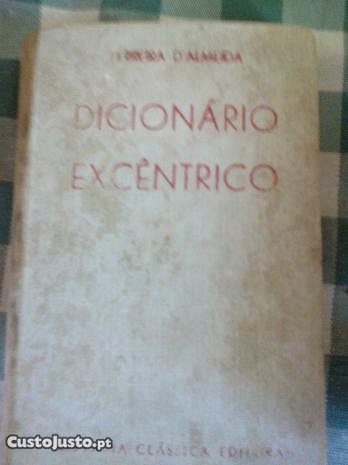 FERREIRA D'ALMEIDA
DICIONÁRIO
EXCÊNTRICO
CLÁSSICA EDITORA
CustoJusto.pt